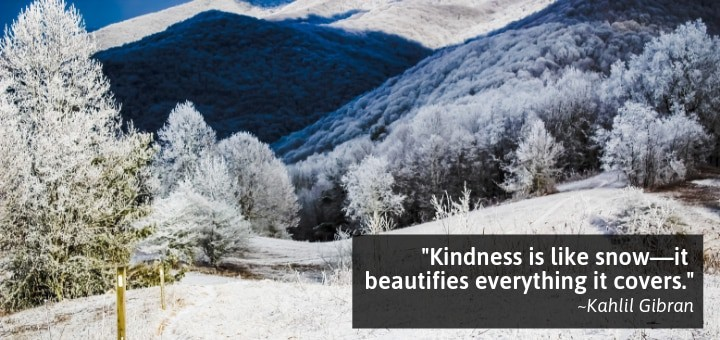 "Kindness is like snow—it
beautifies everything it covers."
~Kahlil Gibran